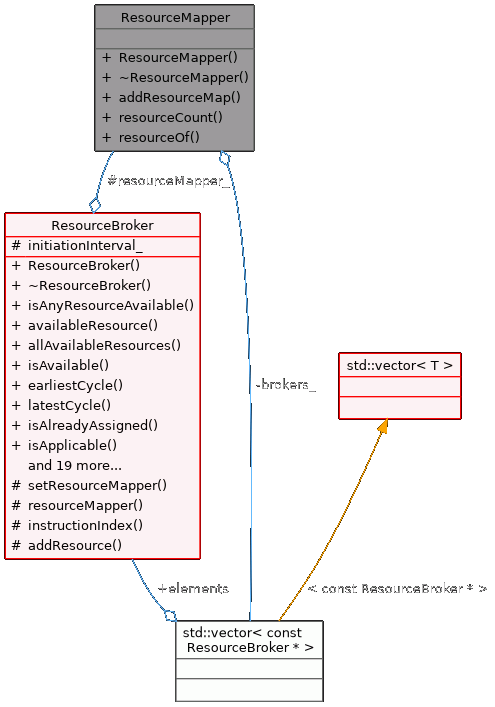 ResourceMapper
+ ResourceMapper()
+ ~ResourceMapper()
+ addResourceMap()
+ resourceCount()
+ resourceOf()
#resourceMapper_
ResourceBroker
# initiationInterval_
+ ResourceBroker()
+ ~ResourceBroker()
+ isAnyResourceAvailable()
+ availableResource()
+ allAvailableResources()
+ isAvailable()
+ earliestCycle()
+ latestCycle()
+ isAlreadyAssigned()
+ isApplicable()
and 19 more...
# setResourceMapper()
# resourceMapper()
# instructionIndex()
# addResource()
-brokers_
std::vector< T >
+elements
< const ResourceBroker * >
std::vector< const
ResourceBroker * >